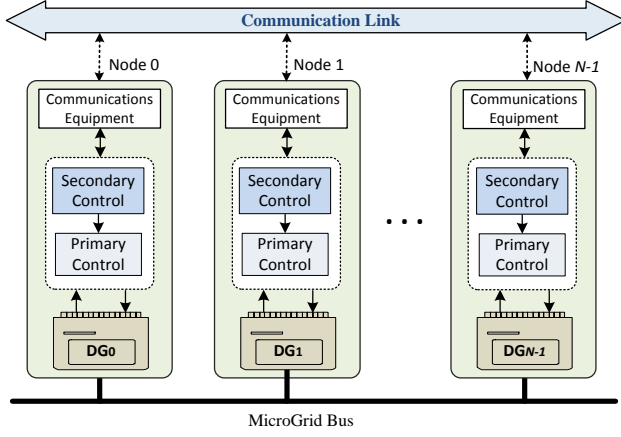 Communication Link
Node 0
Node 1
Node N-1
Communications
Equipment
Secondary
Control
Primary
Control
DG0
Communications
Equipment
Secondary
Control
Primary
Control
DG1
. . .
Communications
Equipment
Secondary
Control
Primary
Control
DGN-1
MicroGrid Bus